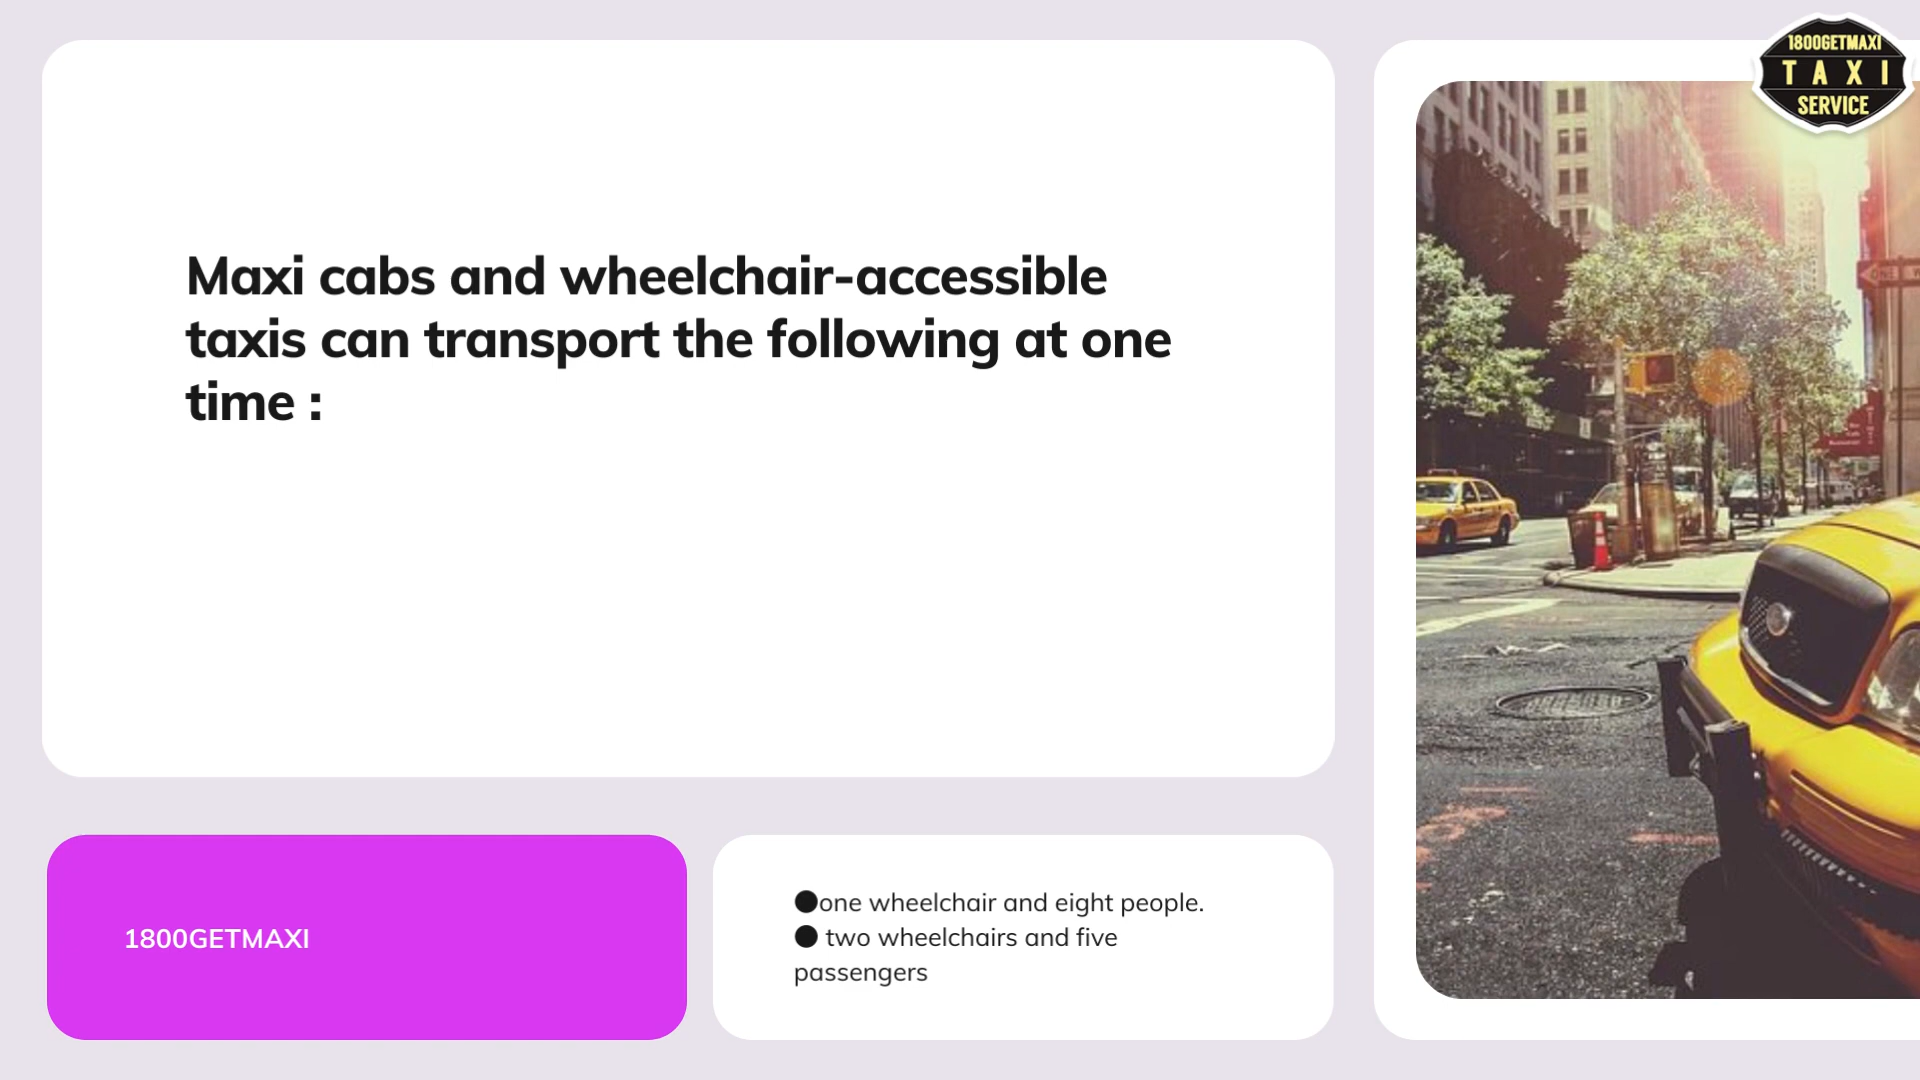 1800GETMAXI
TAXI
SERVICE
Maxi cabs and wheelchair-accessible
taxis can transport the following at one
time :
1800GETMAXI
●one wheelchair and eight people.
● two wheelchairs and five
passengers